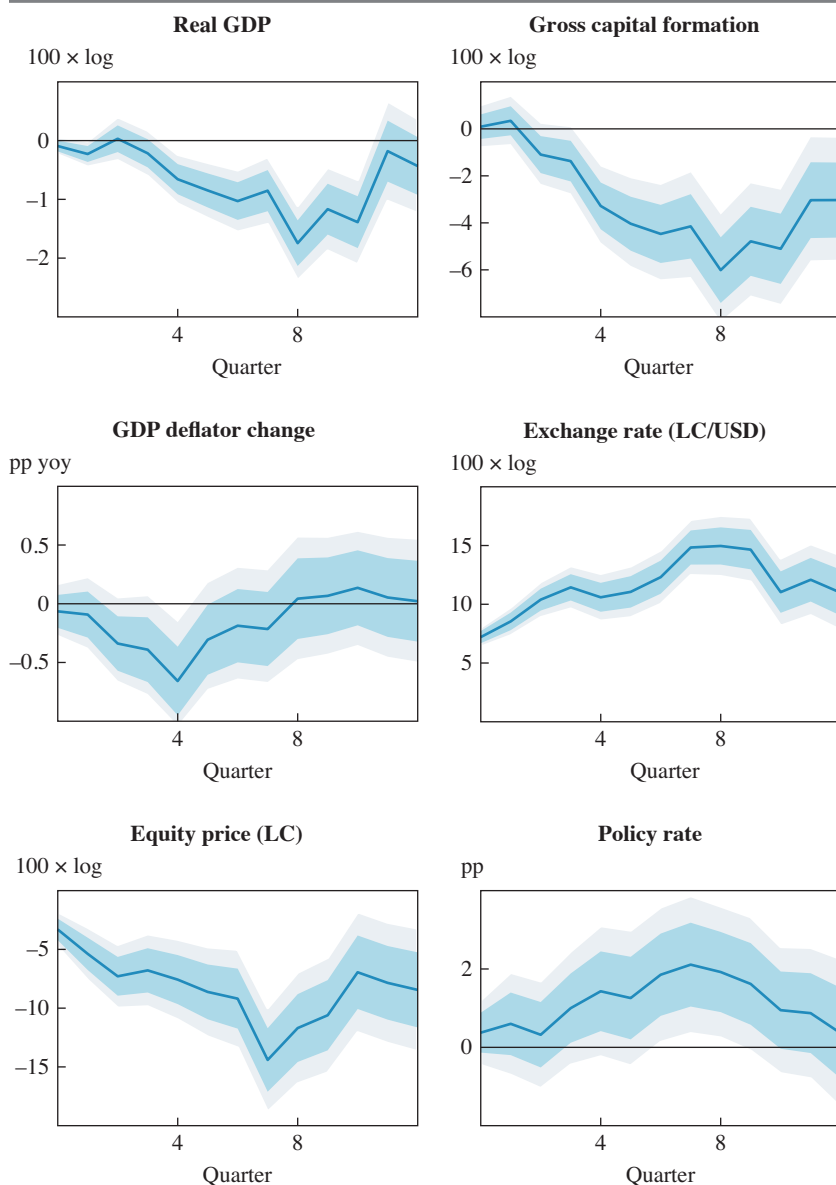 Real GDP
100 × log
0
−1
−2
4 8
Quarter
Gross capital formation
100 × log
0
−2
−4
−6
4 8
Quarter
GDP deflator change
pp yoy
0.5
0
−0.5
4 8
Quarter
Exchange rate (LC/USD)
100 × log
15
10
5
4 8
Quarter
Equity price (LC)
100 × log
−5
−10
−15
4 8
Quarter
Policy rate
pp
2
0
4 8
Quarter